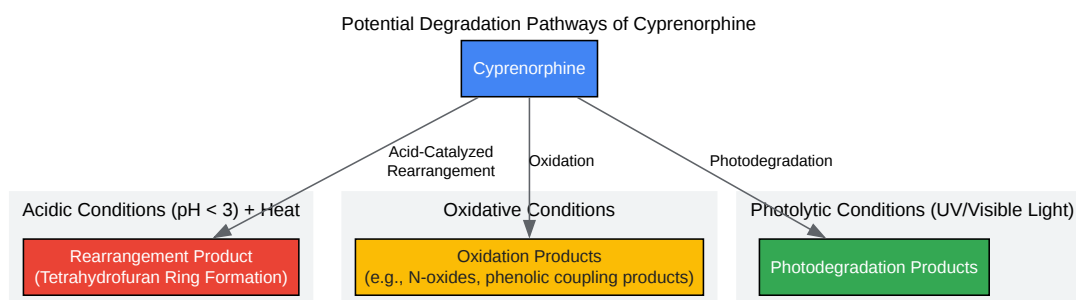 Potential Degradation Pathways of Cyprenorphine
Cyprenorphine
Acid-Catalyzed
Rearrangement
Oxidation
Photodegradation
Acidic Conditions (pH < 3) + Heat
Oxidative Conditions
Photolytic Conditions (UV/Visible Light)
Rearrangement Product
(Tetrahydrofuran Ring Formation)
Oxidation Products
(e.g., N-oxides, phenolic coupling products)
Photodegradation Products